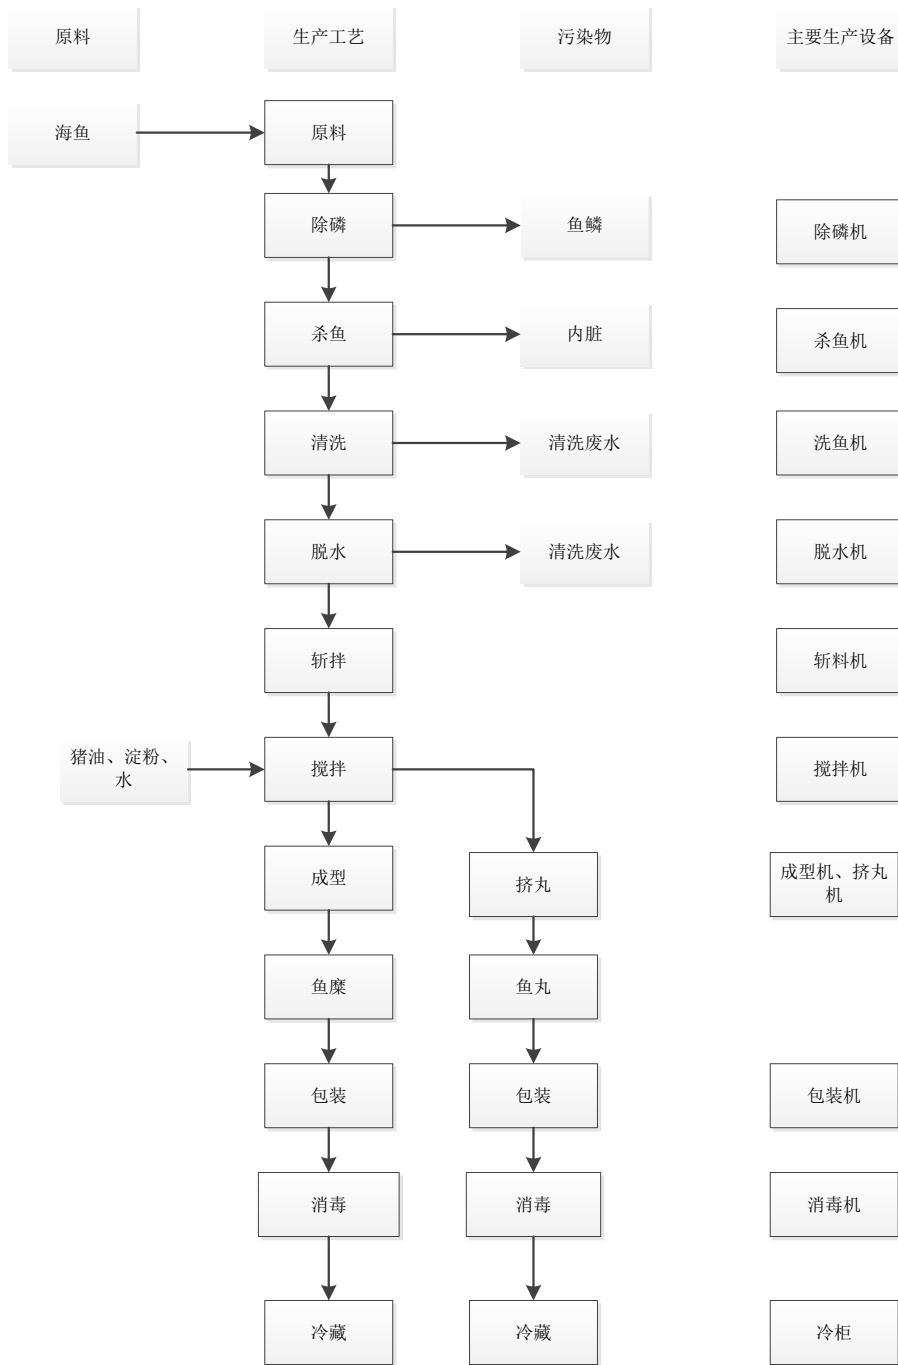 原料
生产工艺
污染物
主要生产设备
海鱼
原料
除磷
鱼鳞
除磷机
杀鱼
内脏
杀鱼机
清洗
清洗废水
洗鱼机
脱水
清洗废水
脱水机
斩拌
斩料机
猪油、淀粉、
水
搅拌
搅拌机
成型
挤丸
成型机、挤丸
机
鱼糜
鱼丸
包装
包装
包装机
消毒
消毒
消毒机
冷藏
冷藏
冷柜